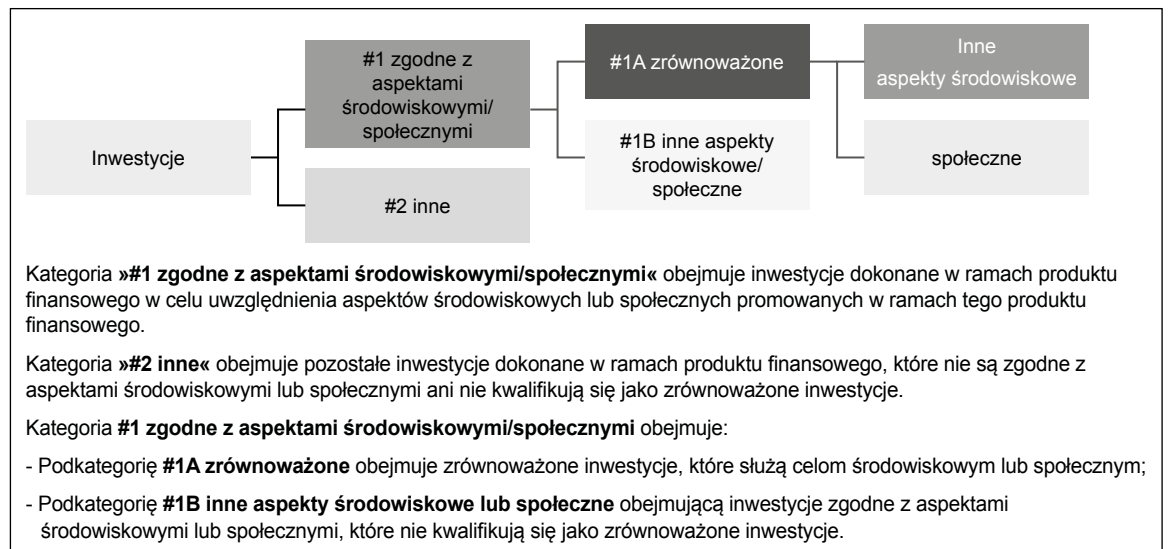 Inwestycje
#1 zgodne z
aspektami
środowiskowymi/
społecznymi
#2 inne
#1A zrównoważone
#1B inne aspekty
środowiskowe/
społeczne
Inne
aspekty środowiskowe
społeczne
Kategoria »#1 zgodne z aspektami środowiskowymi/społecznymi« obejmuje inwestycje dokonane w ramach produktu
finansowego w celu uwzględnienia aspektów środowiskowych lub społecznych promowanych w ramach tego produktu
finansowego.
Kategoria »#2 inne« obejmuje pozostałe inwestycje dokonane w ramach produktu finansowego, które nie są zgodne z
aspektami środowiskowymi lub społecznymi ani nie kwalifikują się jako zrównoważone inwestycje.
Kategoria #1 zgodne z aspektami środowiskowymi/społecznymi obejmuje:
- Podkategorię #1A zrównoważone obejmuje zrównoważone inwestycje, które służą celom środowiskowym lub społecznym;
- Podkategorię #1B inne aspekty środowiskowe lub społeczne obejmującą inwestycje zgodne z aspektami
środowiskowymi lub społecznymi, które nie kwalifikują się jako zrównoważone inwestycje.